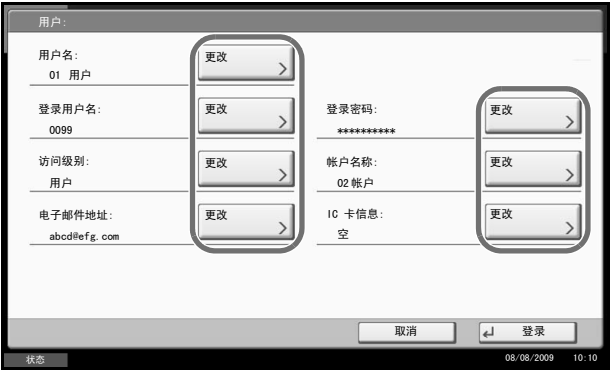 用户:
用户名:
更改
01 用户
登录用户名:
更改
0099
登录密码:
更改
**********
访问级别:
更改
用户
帐户名称:
更改
02 帐户
电子邮件地址:
更改
abcd@efg.com
IC 卡信息:
更改
空
取消
登录
状态
08/08/2009 10:10